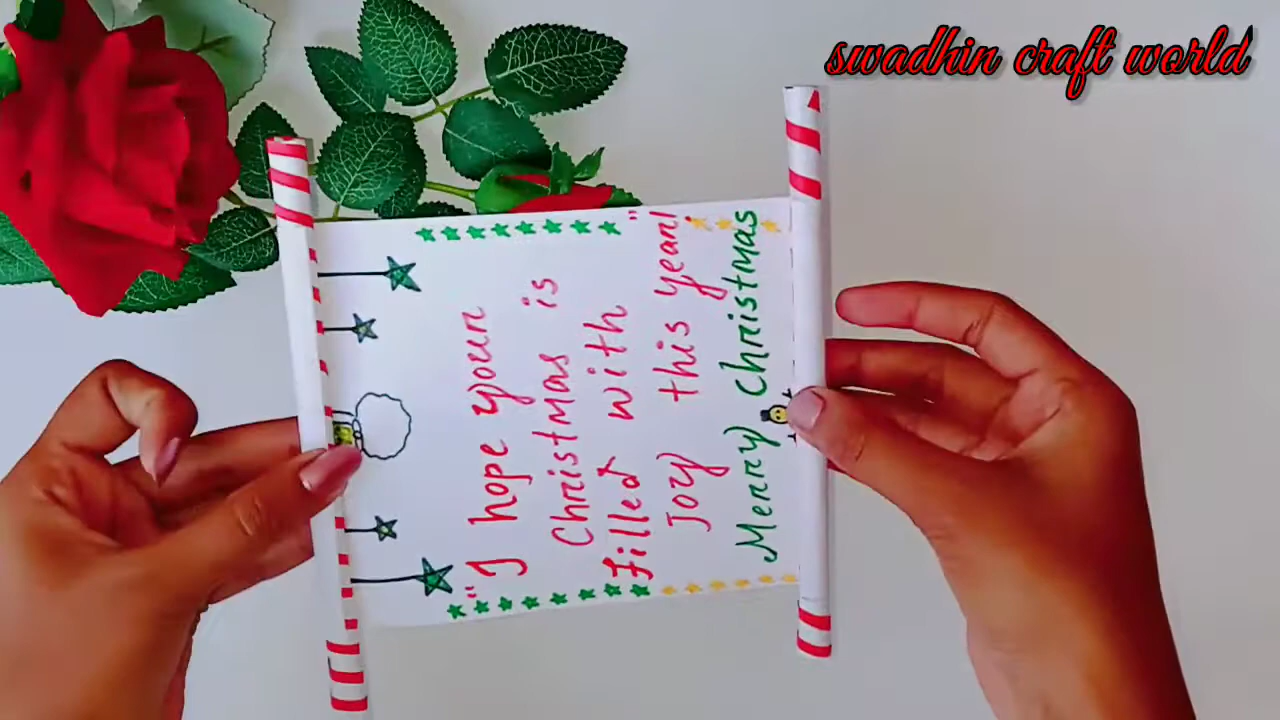 swadhin craft world
"I hope your
Christmas is
Filled with
Joy this year!"
Merry Christmas